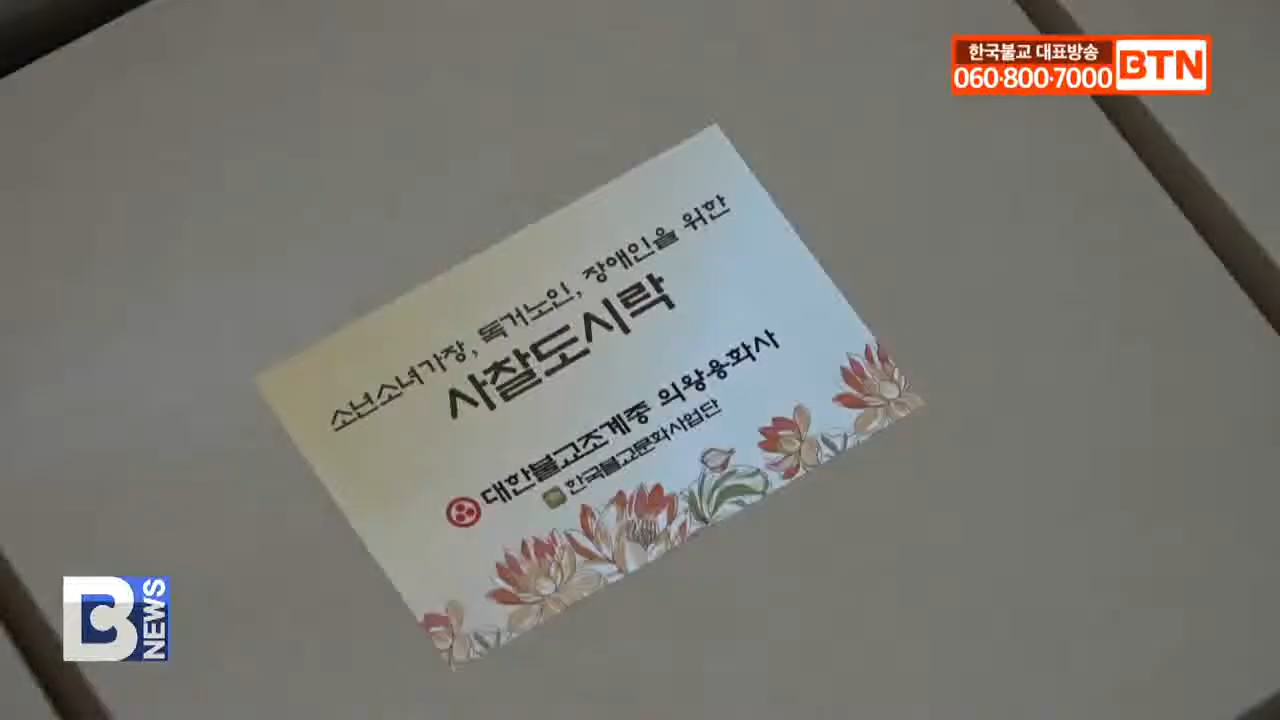 한국불교 대표방송
060·800·7000
BTN
소년소녀가장, 독거노인, 장애인을 위한
사찰도시락
대한불교조계종 의왕용화사
한국불교문화사업단
B NEWS